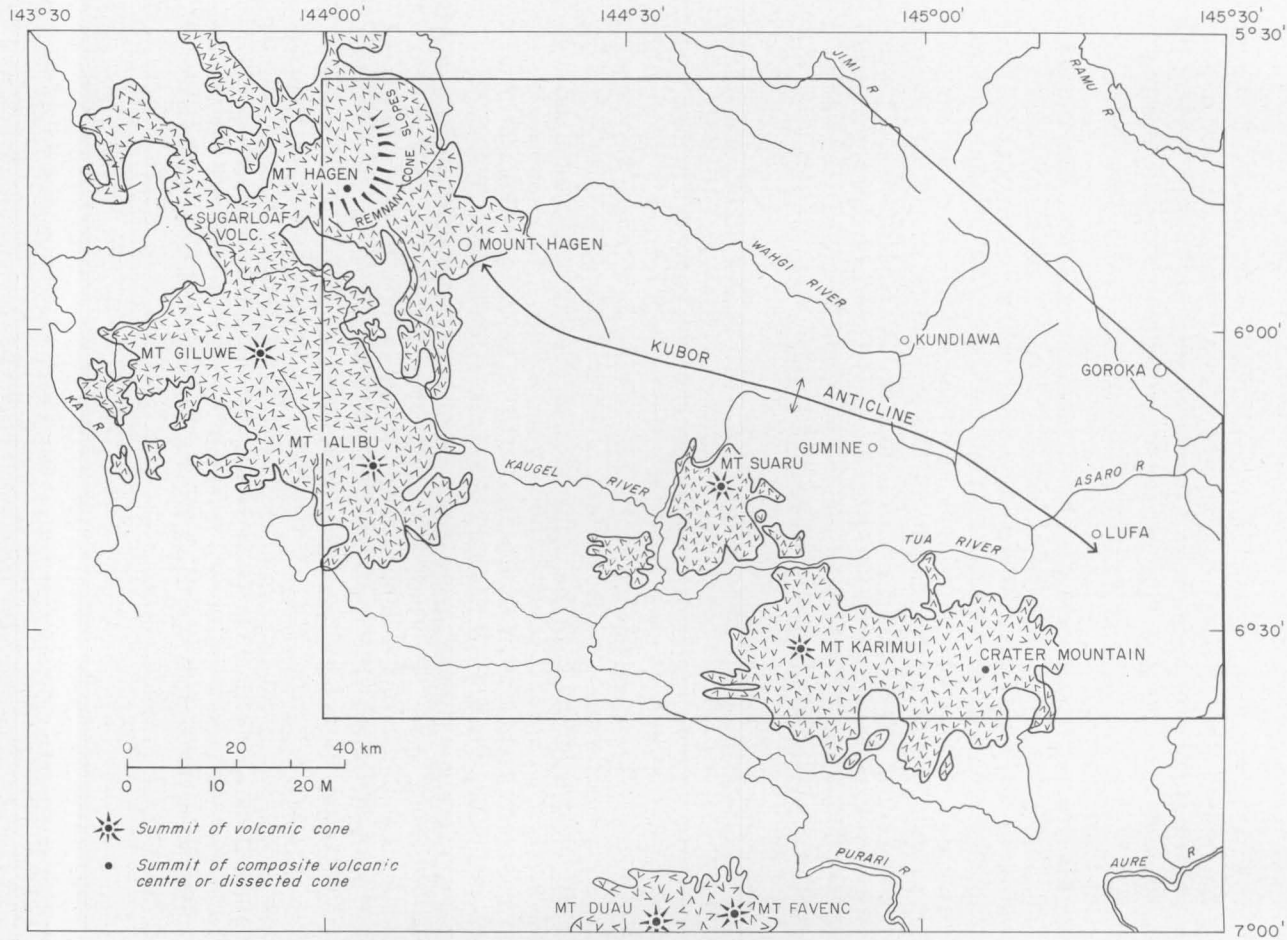 143°30'
144°00'
144°30'
145°00'
145°30'
5°30'
JIMI R
RAMU R
SLOPES
CONE
REMNANT
MT HAGEN
SUGARLOAF
VOLC.
MOUNT HAGEN
WAHGI RIVER
6°00'
KUNDIAWA
KUBOR ANTICLINE
GOROKA
MT GILUWE
KA R
MT IALIBU
GUMINE
MT SUARU
KAUGEL RIVER
ASARO R
TUA RIVER
LUFA
6°30'
MT KARIMUI
CRATER MOUNTAIN
0 20 40 km
0 10 20 M
Summit of volcanic cone
Summit of composite volcanic
centre or dissected cone
PURARI R
AURE R
MT DUAU
MT FAVENC
7°00'